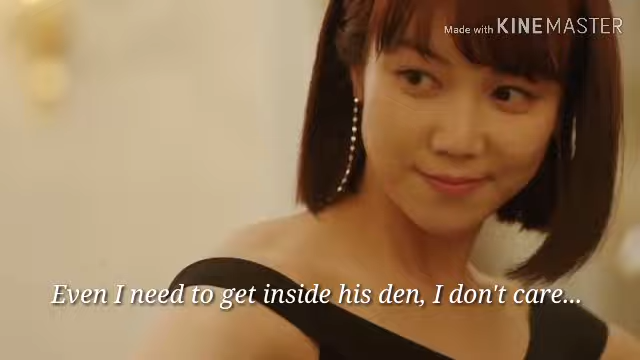 Made with KINEMASTER
Even I need to get inside his den, I don't care...